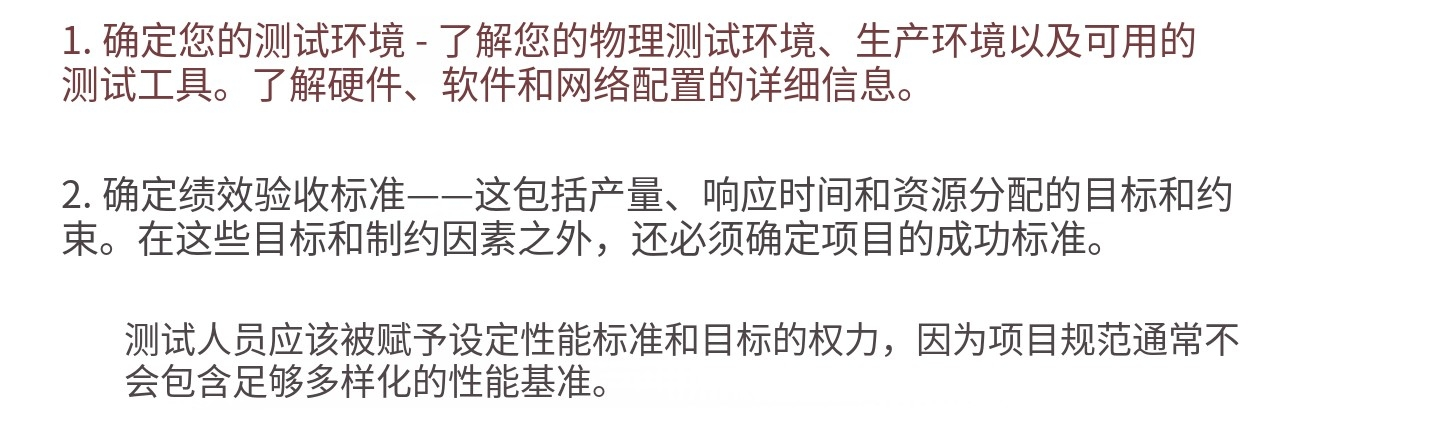 1. 确定您的测试环境 - 了解您的物理测试环境、生产环境以及可用的
测试工具。了解硬件、软件和网络配置的详细信息。
2. 确定绩效验收标准——这包括产量、响应时间和资源分配的目标和约
束。在这些目标和制约因素之外，还必须确定项目的成功标准。
测试人员应该被赋予设定性能标准和目标的权力，因为项目规范通常不
会包含足够多样化的性能基准。